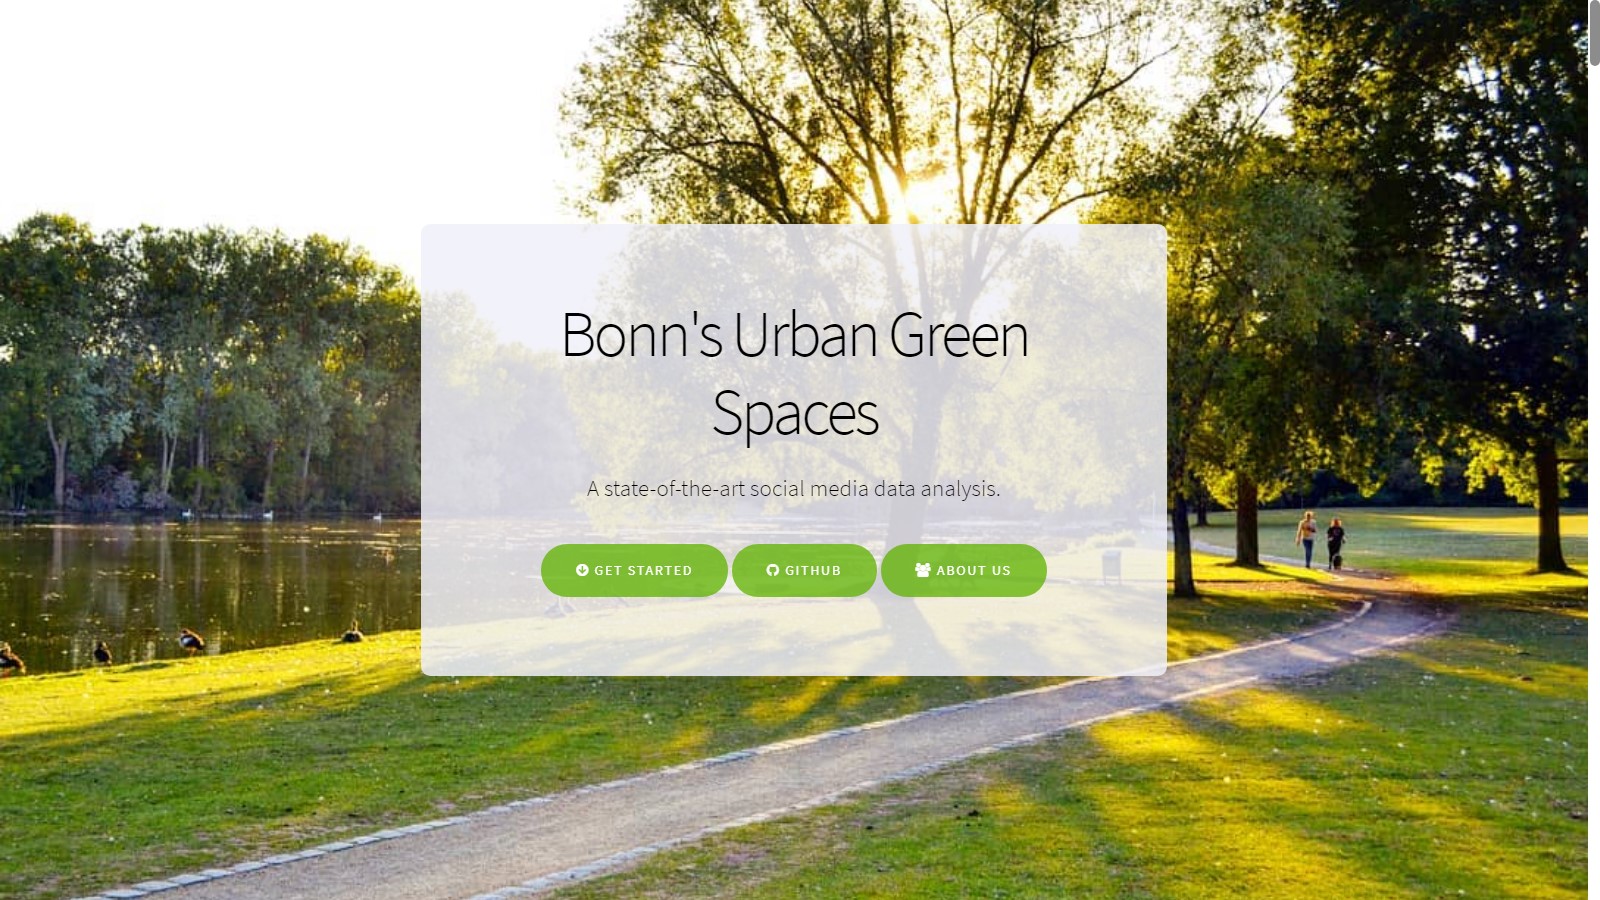 Bonn's Urban Green
Spaces
A state-of-the-art social media data analysis.
GET STARTED
GITHUB
ABOUT US